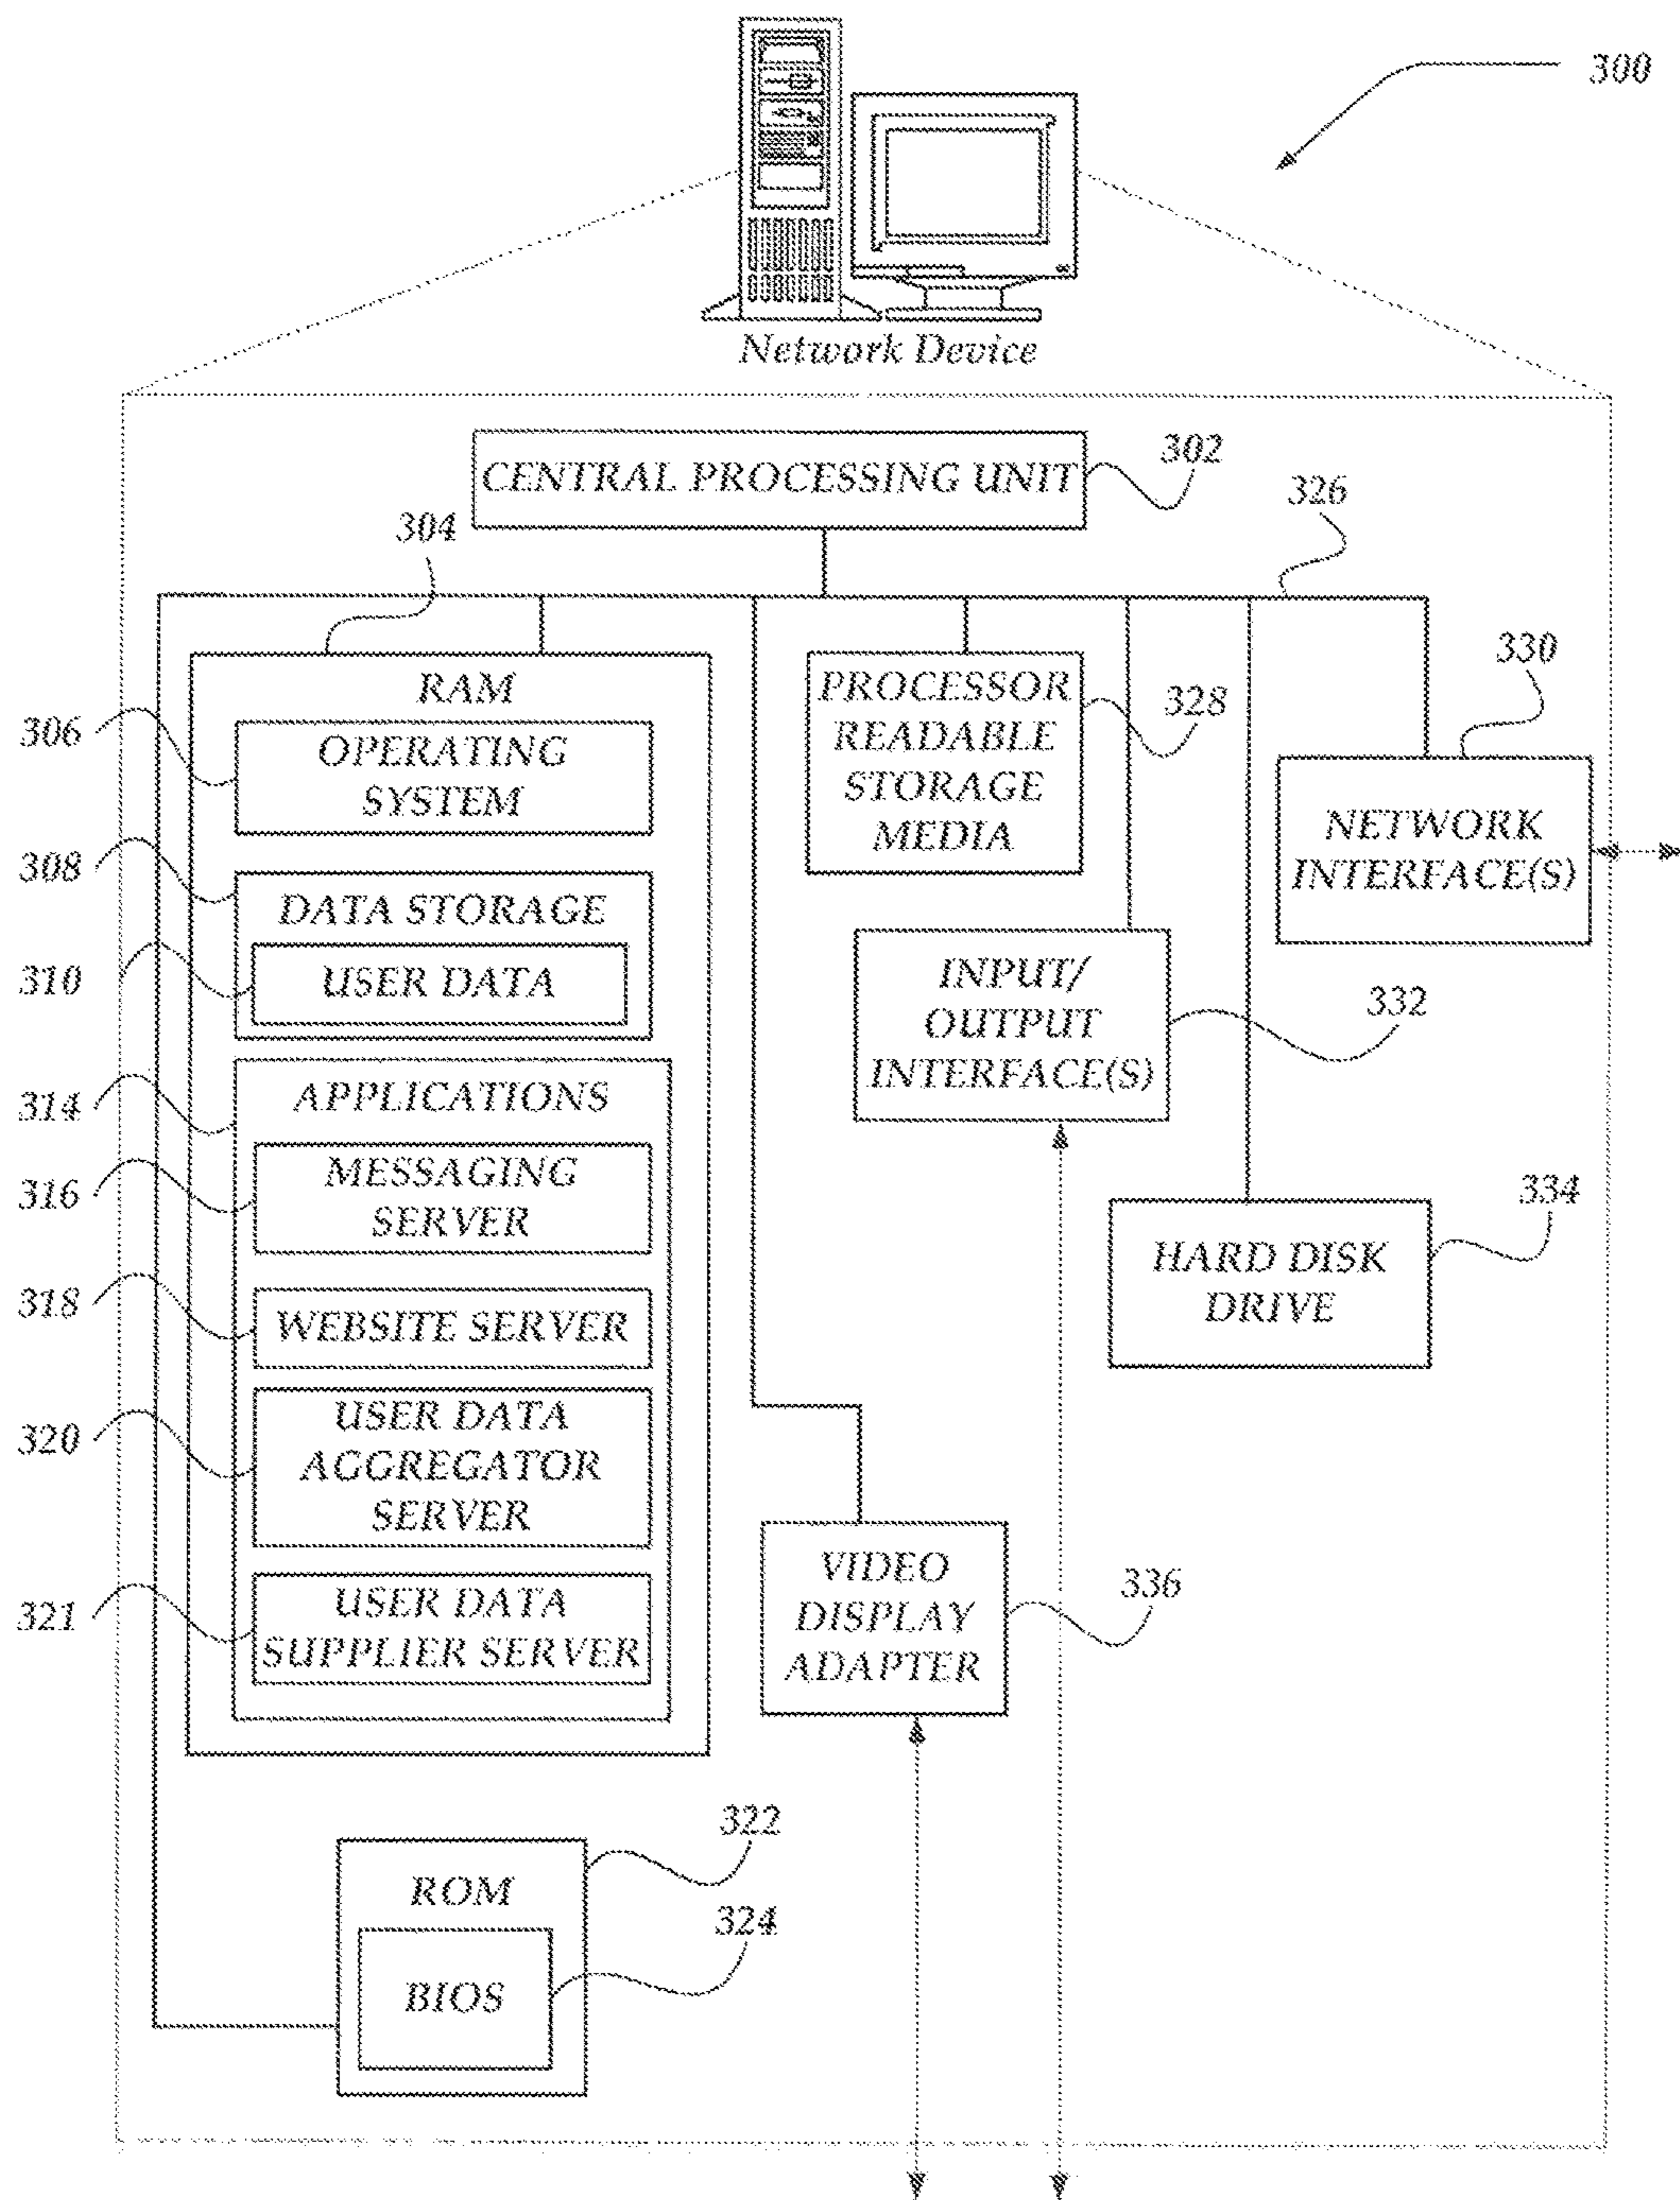 300
Network Device
CENTRAL PROCESSING UNIT
302
326
304
RAM
306
OPERATING
SYSTEM
308
DATA STORAGE
310
USER DATA
314
APPLICATIONS
316
MESSAGING
SERVER
318
WEBSITE SERVER
320
USER DATA
AGGREGATOR
SERVER
321
USER DATA
SUPPLIER SERVER
PROCESSOR
READABLE
STORAGE
MEDIA
328
330
NETWORK
INTERFACE(S)
INPUT/
OUTPUT
INTERFACE(S)
332
334
HARD DISK
DRIVE
VIDEO
DISPLAY
ADAPTER
336
322
ROM
324
BIOS